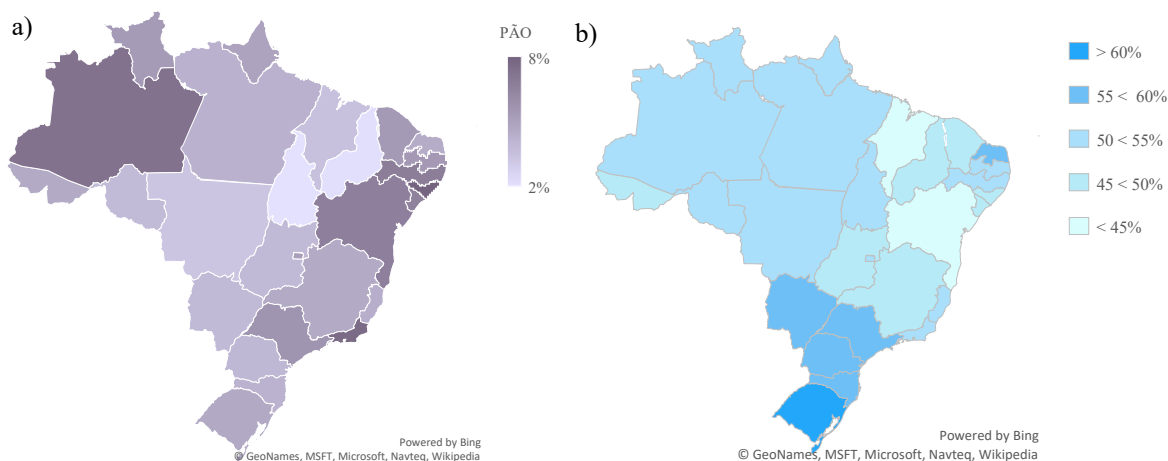 a)
PÃO
8%
2%
Powered by Bing
© GeoNames, MSFT, Microsoft, Navteq, Wikipedia
b)
> 60%
55 < 60%
50 < 55%
45 < 50%
< 45%
Powered by Bing
© GeoNames, MSFT, Microsoft, Navteq, Wikipedia